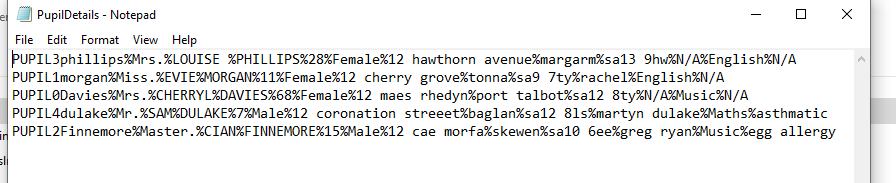 PupilDetails - Notepad
File Edit Format View Help
PUPIL3phillips%Mrs.%LOUISE %PHILLIPS%28%Female%12 hawthorn avenue%margarm%sa13 9hw%N/A%English%N/A
PUPIL1morgan%Miss.%EVIE%MORGAN%11%Female%12 cherry grove%tonna%sa9 7ty%rachel%English%N/A
PUPIL0Davies%Mrs.%CHERRYL%DAVIES%68%Female%12 maes rhedyn%port talbot%sa12 8ty%N/A%Music%N/A
PUPIL4dulake%Mr.%SAM%DULAKE%7%Male%12 coronation streeet%baglan%sa12 8ls%martyn dulake%Maths%asthmatic
PUPIL2Finnemore%Master.%CIAN%FINNEMORE%15%Male%12 cae morfa%skewen%sa10 6ee%greg ryan%Music%egg allergy